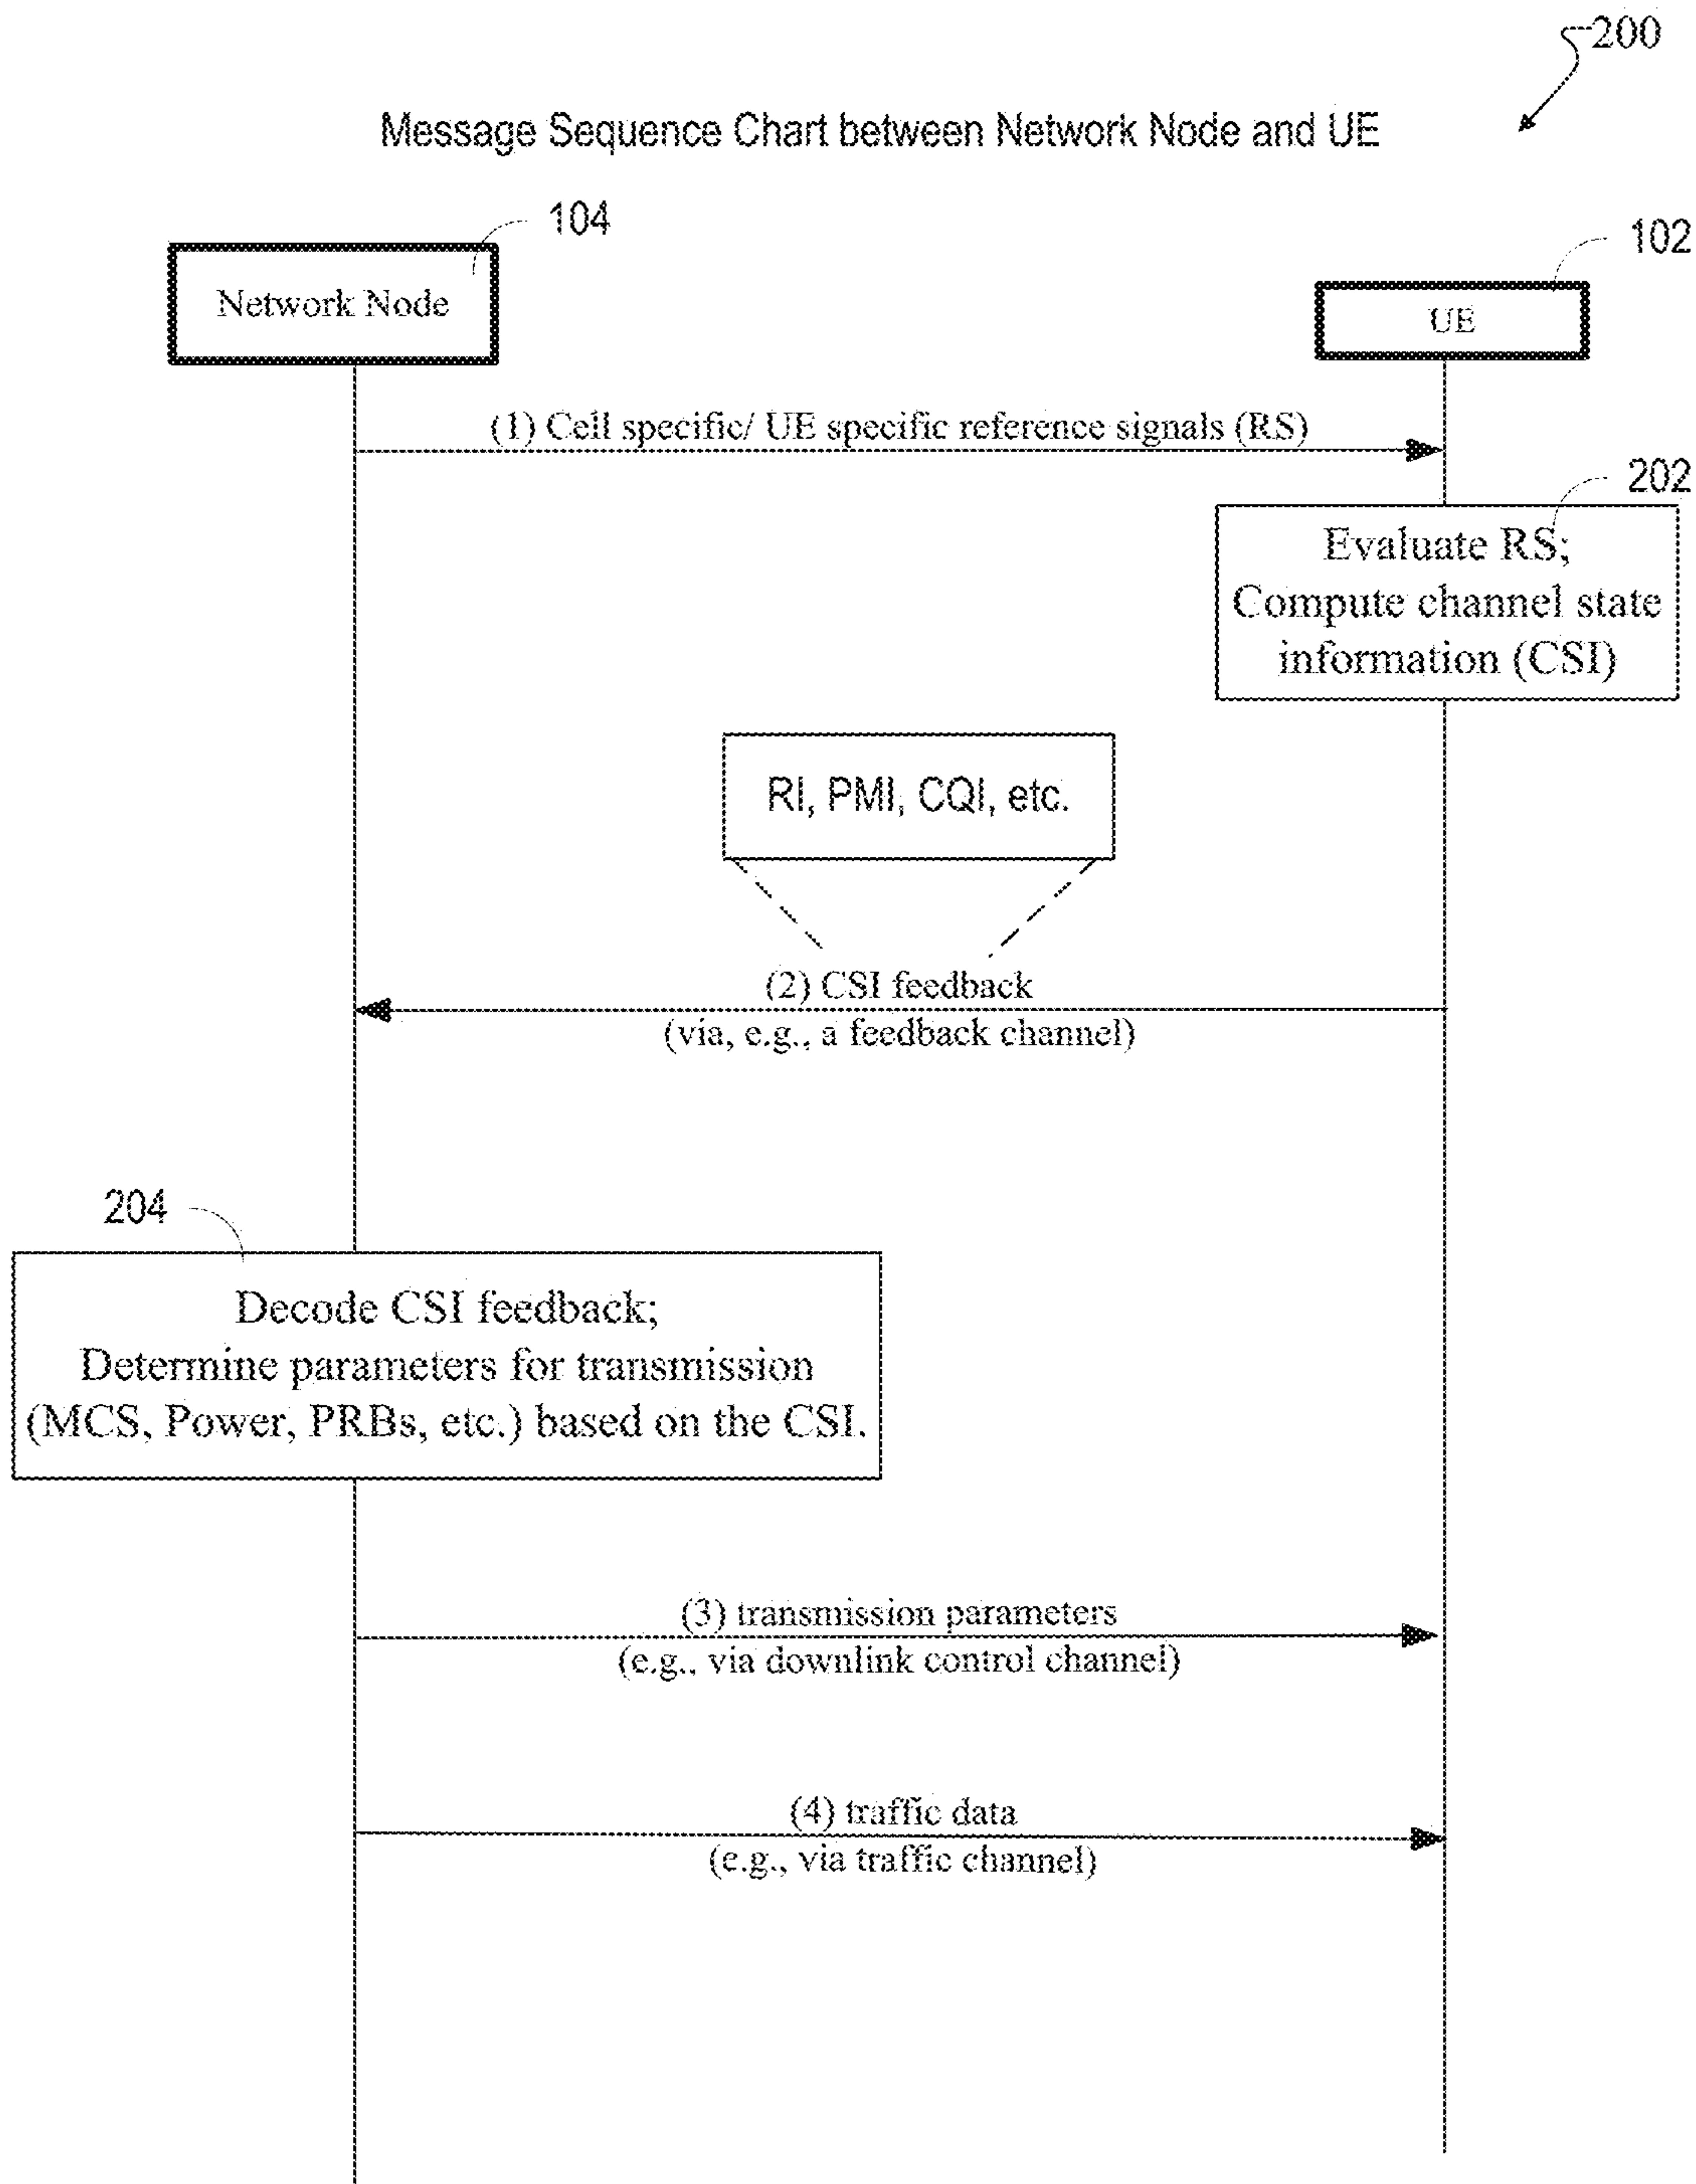 200
Message Sequence Chart between Network Node and UE
104
102
Network Node
UE
(1) Cell specific/ UE specific reference signals (RS)
202
Evaluate RS;
Compute channel state
information (CSI)
RI, PMI, CQI, etc.
(2) CSI feedback
(via, e.g., a feedback channel)
204
Decode CSI feedback;
Determine parameters for transmission
(MCS, Power, PRBs, etc.) based on the CSI.
(3) transmission parameters
(e.g., via downlink control channel)
(4) traffic data
(e.g., via traffic channel)